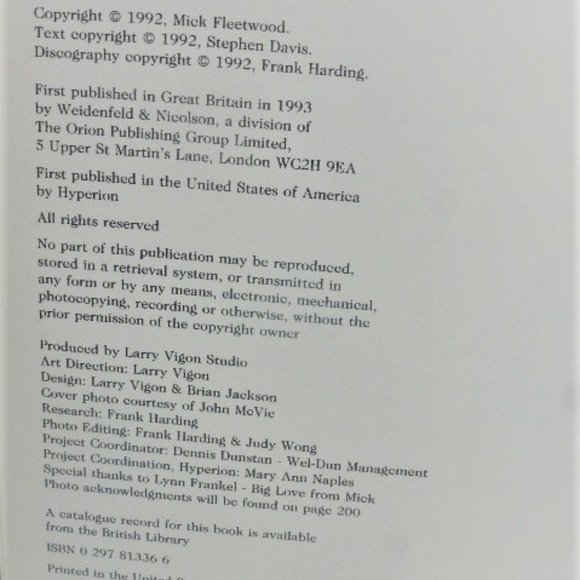 Copyright © 1992, Mick Fleetwood.
Text copyright © 1992, Stephen Davis.
Discography copyright © 1992, Frank Harding.
First published in Great Britain in 1993
by Weidenfeld & Nicolson, a division of
The Orion Publishing Group Limited,
5 Upper St Martin's Lane, London WC2H 9EA
First published in the United States of America
by Hyperion
All rights reserved
No part of this publication may be reproduced,
stored in a retrieval system, or transmitted in
any form or by any means, electronic, mechanical,
photocopying, recording or otherwise, without the
prior permission of the copyright owner
Produced by Larry Vigon Studio
Art Direction: Larry Vigon
Design: Larry Vigon & Brian Jackson
Cover photo courtesy of John McVie
Research: Frank Harding
Photo Editing: Frank Harding & Judy Wong
Project Coordinator: Dennis Dunstan - Wel-Dun Management
Project Coordination, Hyperion: Mary Ann Naples
Special thanks to Lynn Frankel - Big Love from Mick
Photo acknowledgments will be found on page 200
A catalogue record for this book is available
from the British Library
ISBN 0 297 81336 6
Printed in the United